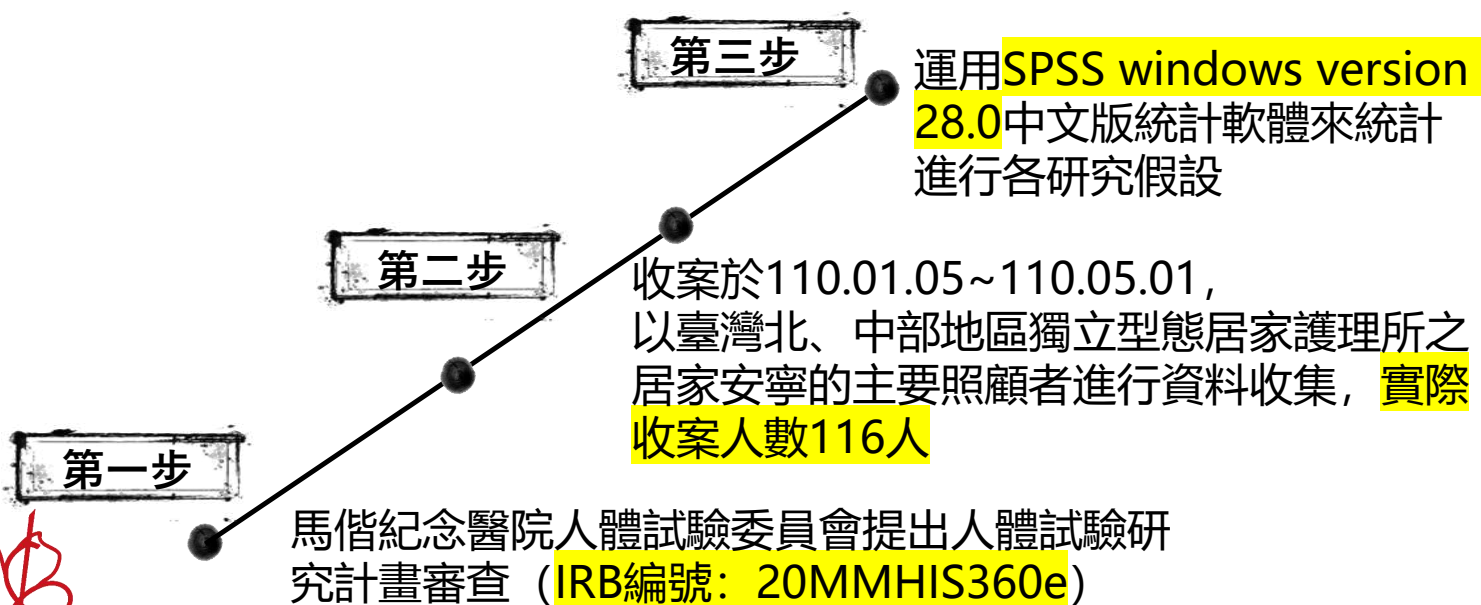 第三步
運用SPSS windows version
28.0中文版統計軟體來統計
進行各研究假設
第二步
收案於110.01.05~110.05.01，
以臺灣北、中部地區獨立型態居家護理所之
居家安寧的主要照顧者進行資料收集，實際
收案人數116人
第一步
馬偕紀念醫院人體試驗委員會提出人體試驗研
究計畫審查（IRB編號：20MMHIS360e）